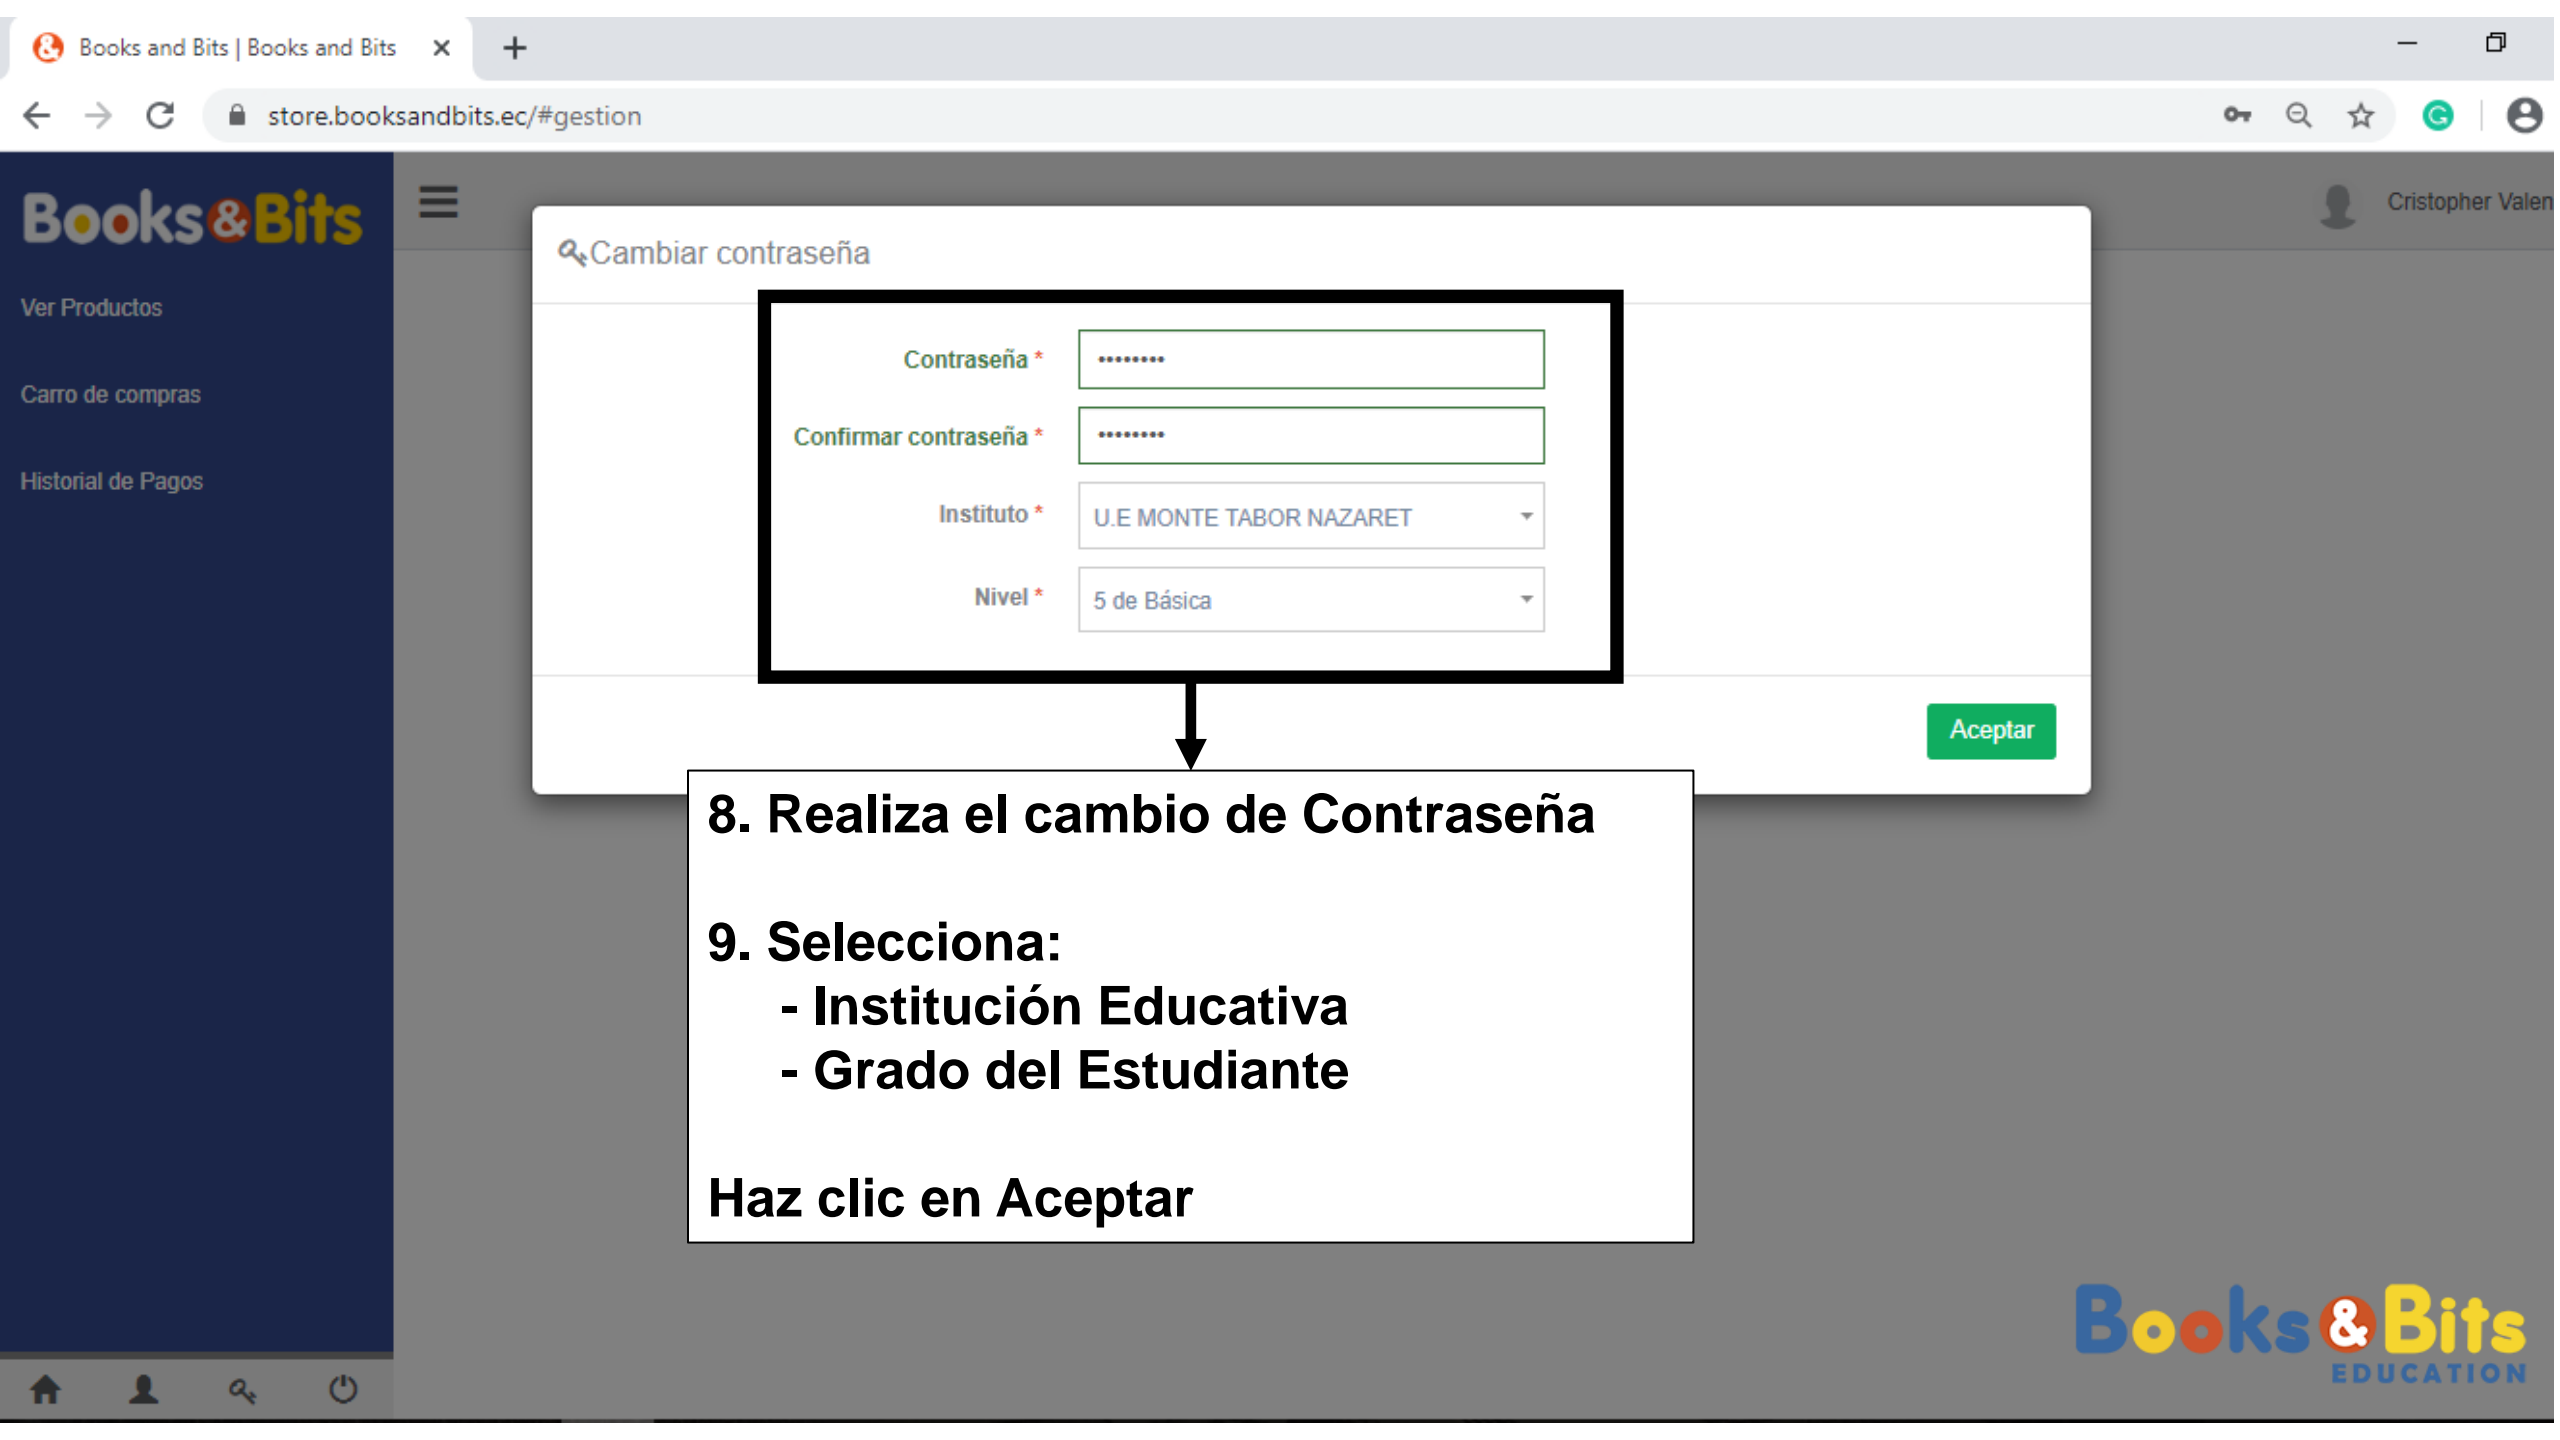 Books and Bits | Books and Bits
store.booksandbits.ec/#gestion
Books&Bits
Cristopher Valen
Ver Productos
Carro de compras
Historial de Pagos
Cambiar contraseña
Contraseña * ••••••••
Confirmar contraseña * ••••••••
Instituto * U.E MONTE TABOR NAZARET
Nivel * 5 de Básica
Aceptar
8. Realiza el cambio de Contraseña
9. Selecciona:
- Institución Educativa
- Grado del Estudiante
Haz clic en Aceptar
Books&Bits
EDUCATION